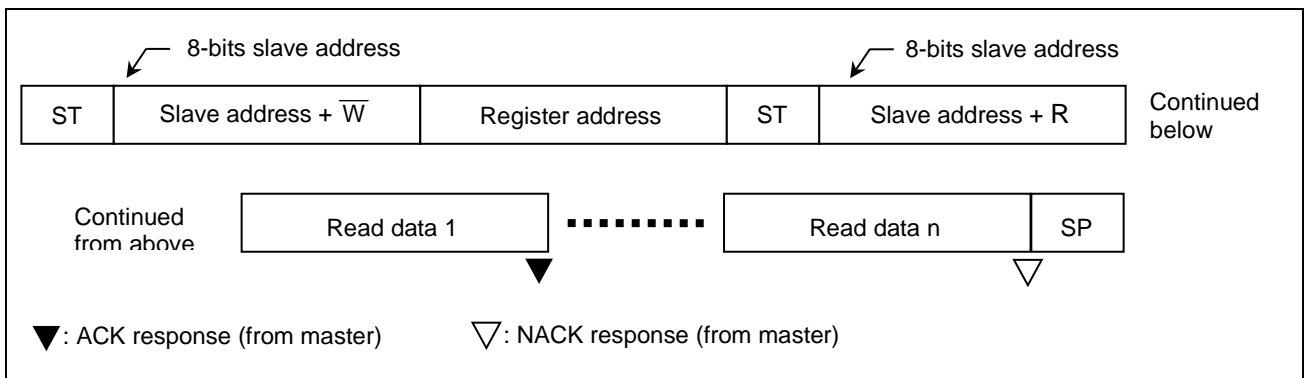 8-bits slave address
8-bits slave address
ST
Slave address + W̅
Register address
ST
Slave address + R
Continued
below
Continued
from above
Read data 1
Read data n
SP
▼: ACK response (from master)
▽: NACK response (from master)